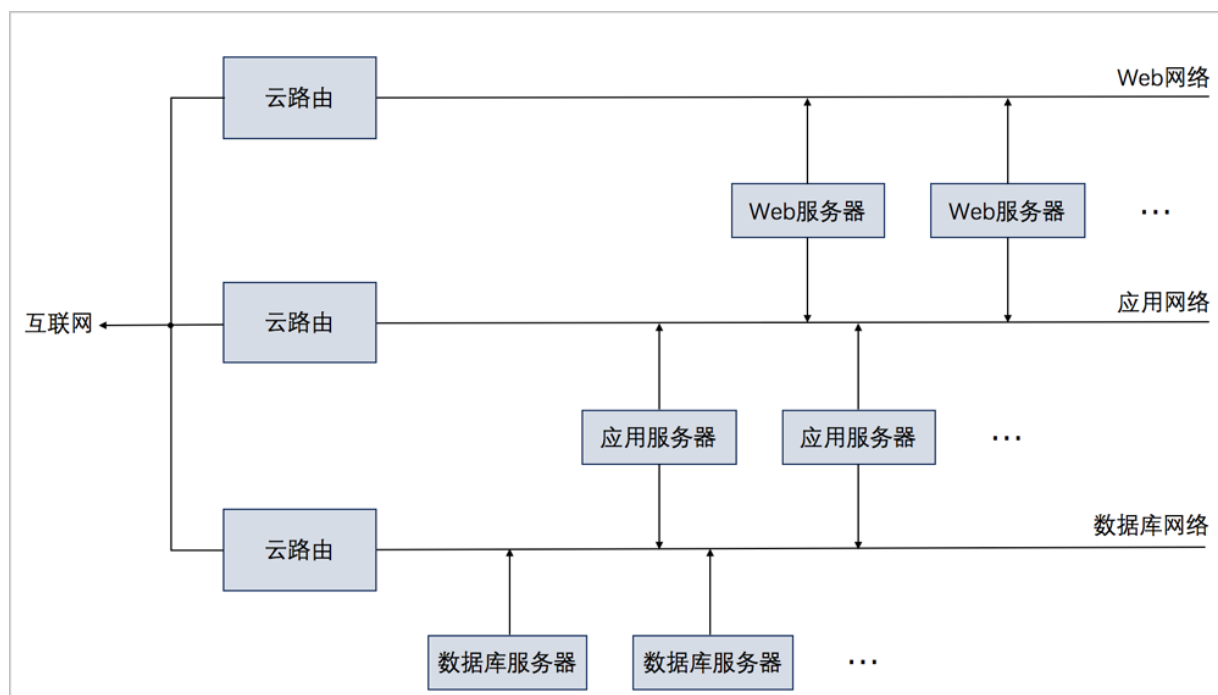 Web网络
云路由
Web服务器
Web服务器
...
应用网络
互联网
云路由
应用服务器
应用服务器
...
数据库网络
云路由
数据库服务器
数据库服务器
...